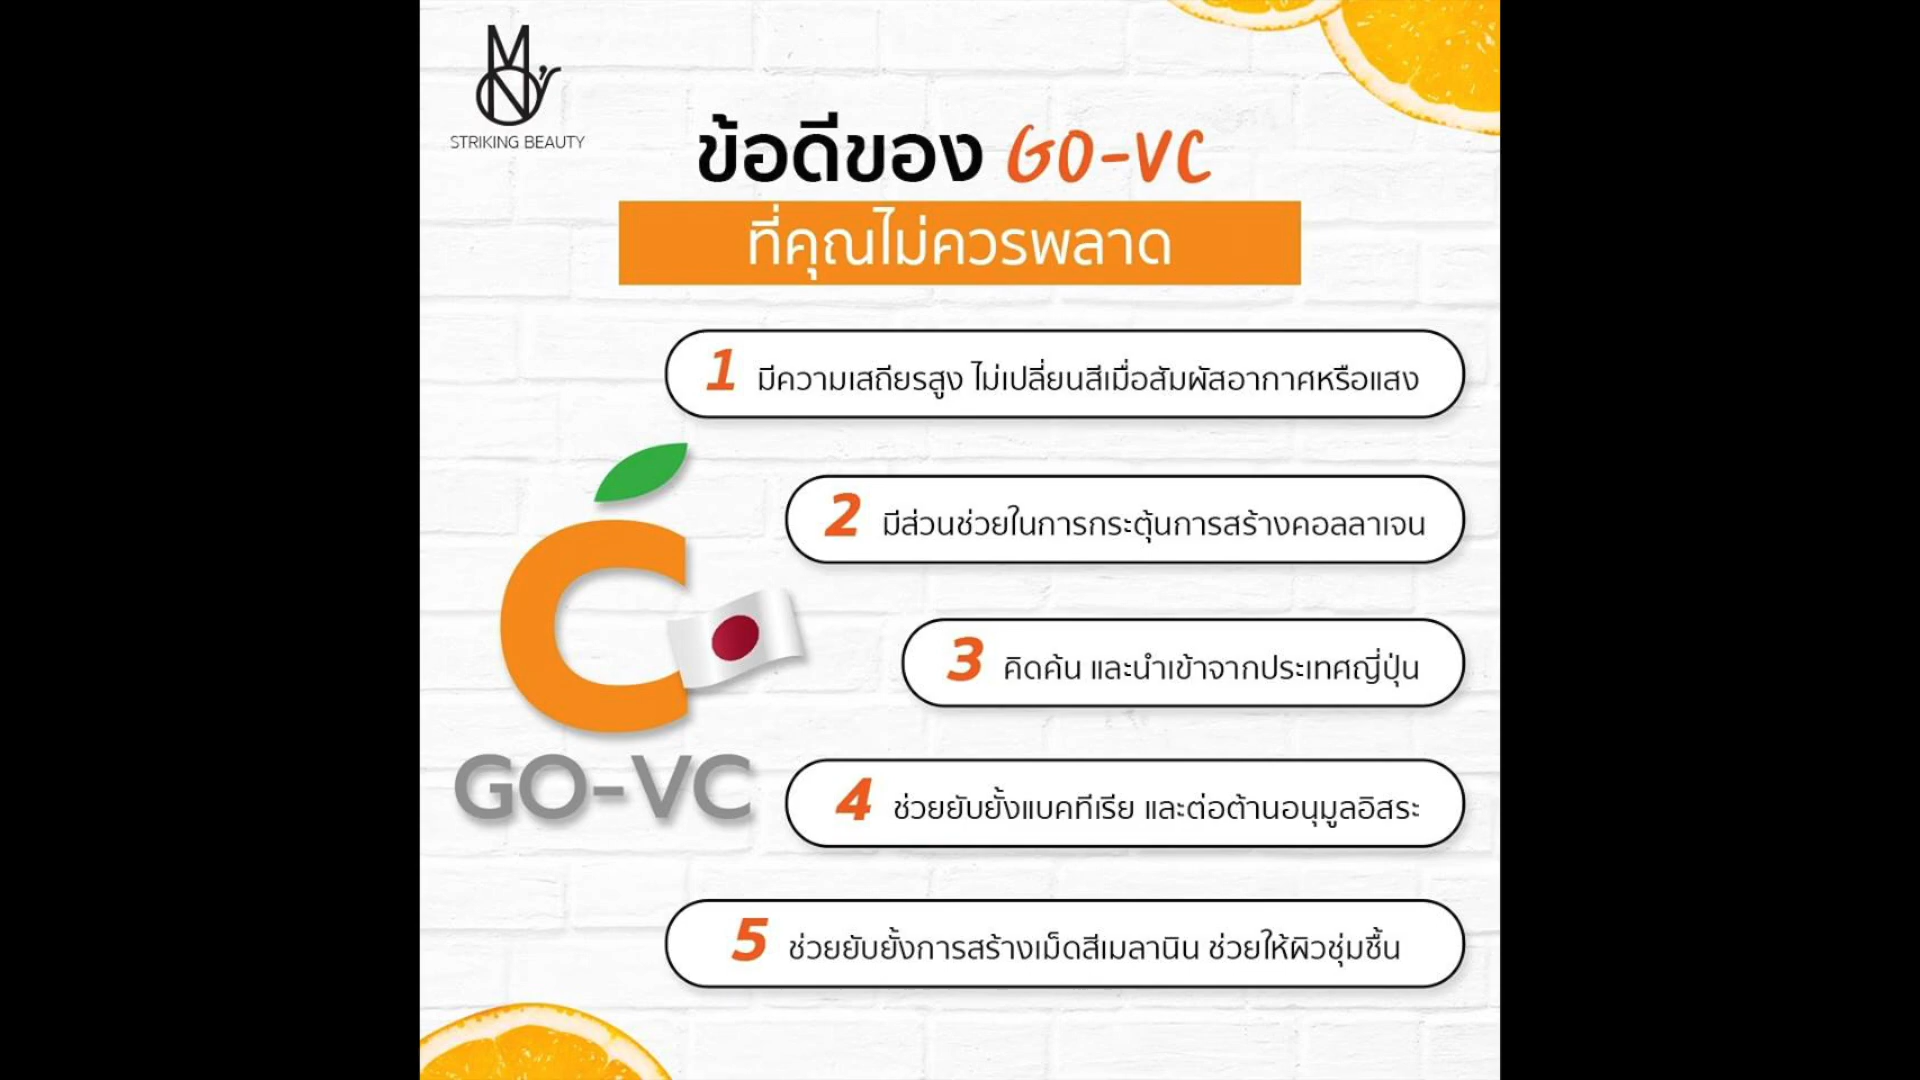 MON's
STRIKING BEAUTY
ข้อดีของ GO-VC
ที่คุณไม่ควรพลาด
1 มีความเสถียรสูง ไม่เปลี่ยนสีเมื่อสัมผัสอากาศหรือแสง
2 มีส่วนช่วยในการกระตุ้นการสร้างคอลลาเจน
3 คิดค้น และนำเข้าจากประเทศญี่ปุ่น
C
GO-VC
4 ช่วยยับยั้งแบคทีเรีย และต่อต้านอนุมูลอิสระ
5 ช่วยยับยั้งการสร้างเม็ดสีเมลานิน ช่วยให้ผิวชุ่มชื้น